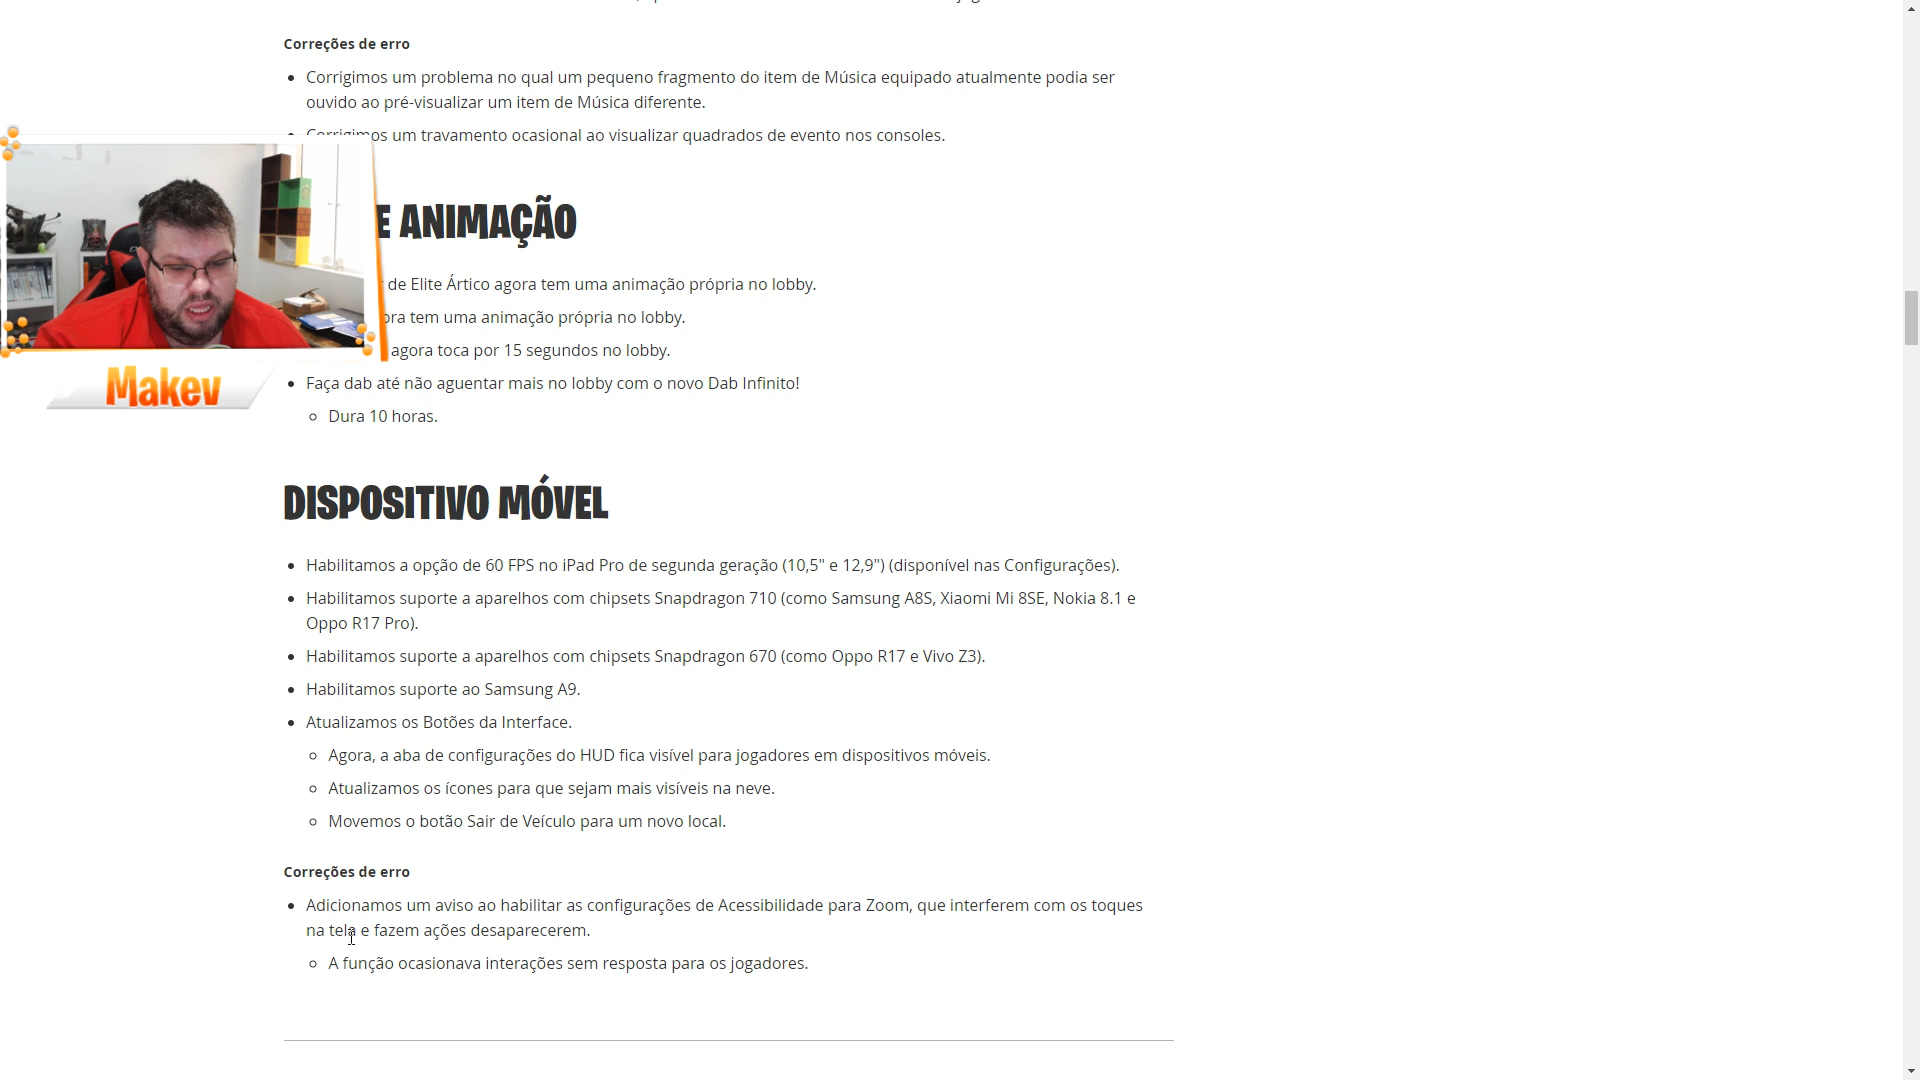 Correções de erro
• Corrigimos um problema no qual um pequeno fragmento do item de Música equipado atualmente podia ser
ouvido ao pré-visualizar um item de Música diferente.
• Corrigimos um travamento ocasional ao visualizar quadrados de evento nos consoles.
E ANIMAÇÃO
de Elite Ártico agora tem uma animação própria no lobby.
tem uma animação própria no lobby.
agora toca por 15 segundos no lobby.
Makev
• Faça dab até não aguentar mais no lobby com o novo Dab Infinito!
◦ Dura 10 horas.
DISPOSITIVO MÓVEL
• Habilitamos a opção de 60 FPS no iPad Pro de segunda geração (10,5" e 12,9") (disponível nas Configurações).
• Habilitamos suporte a aparelhos com chipsets Snapdragon 710 (como Samsung A8S, Xiaomi Mi 8SE, Nokia 8.1 e
Oppo R17 Pro).
• Habilitamos suporte a aparelhos com chipsets Snapdragon 670 (como Oppo R17 e Vivo Z3).
• Habilitamos suporte ao Samsung A9.
• Atualizamos os Botões da Interface.
◦ Agora, a aba de configurações do HUD fica visível para jogadores em dispositivos móveis.
◦ Atualizamos os ícones para que sejam mais visíveis na neve.
◦ Movemos o botão Sair de Veículo para um novo local.
Correções de erro
• Adicionamos um aviso ao habilitar as configurações de Acessibilidade para Zoom, que interferem com os toques
na tela e fazem ações desaparecerem.
◦ A função ocasionava interações sem resposta para os jogadores.